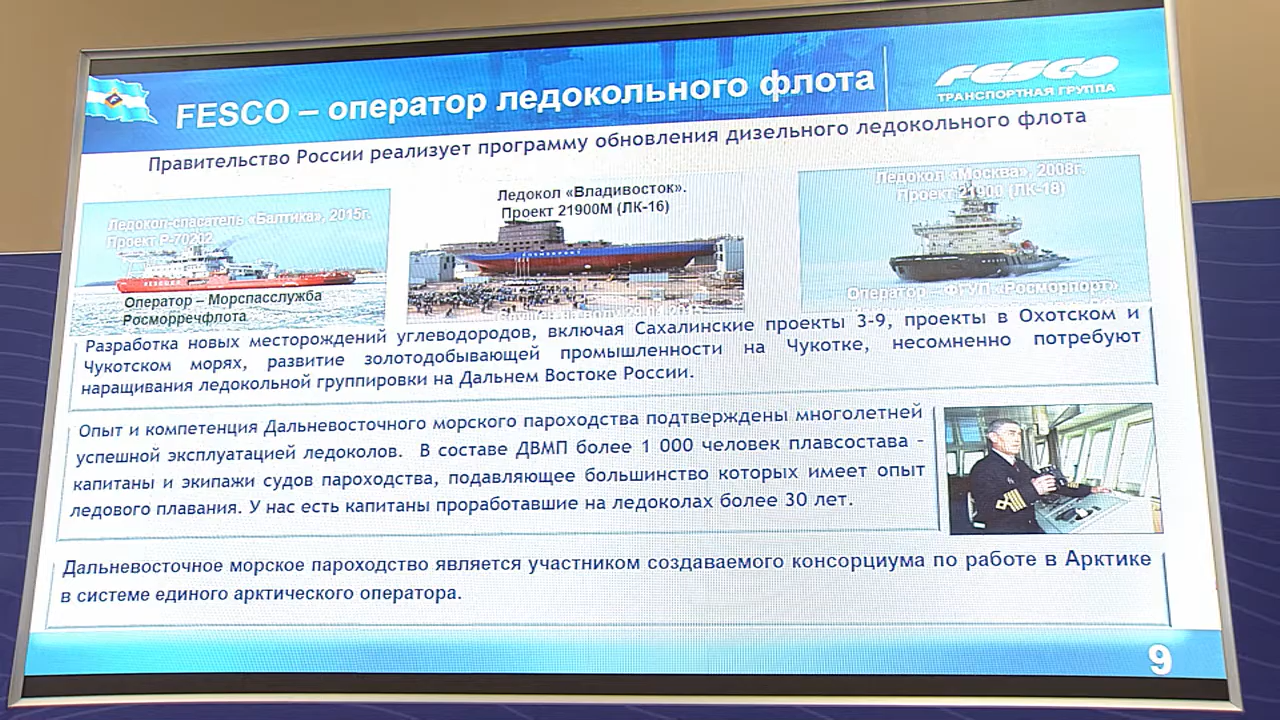 FESCO – оператор ледокольного флота
FESCO
ТРАНСПОРТНАЯ ГРУППА
Правительство России реализует программу обновления дизельного ледокольного флота
Ледокол-спасатель «Балтика», 2015г.
Проект Р-70202
Оператор – Морспасслужба
Росморречфлота
Ледокол «Владивосток».
Проект 21900М (ЛК-16)
Ледокол «Москва», 2008г.
Проект 21900 (ЛК-18)
Оператор – ФГУП «Росморпорт»
Разработка новых месторождений углеводородов, включая Сахалинские проекты 3-9, проекты в Охотском и
Чукотском морях, развитие золотодобывающей промышленности на Чукотке, несомненно потребуют
наращивания ледокольной группировки на Дальнем Востоке России.
Опыт и компетенция Дальневосточного морского пароходства подтверждены многолетней
успешной эксплуатацией ледоколов. В составе ДВМП более 1 000 человек плавсостава -
капитаны и экипажи судов пароходства, подавляющее большинство которых имеет опыт
ледового плавания. У нас есть капитаны проработавшие на ледоколах более 30 лет.
Дальневосточное морское пароходство является участником создаваемого консорциума по работе в Арктике
в системе единого арктического оператора.
9